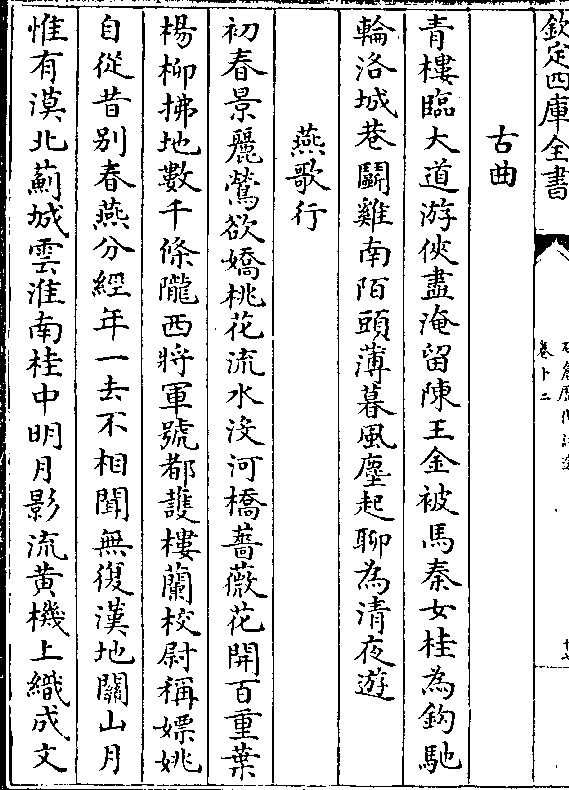 欽定四庫全書
卷十二
古曲
青樓臨大道游俠盡淹留陳王金被馬秦女桂為鈎馳
輪洛城巷鬭雞南陌頭薄暮風塵起聊為清夜遊
燕歌行
初春景麗鶯欲嬌桃花流水沒河橋薔薇花開百重葉
楊柳拂地數千條隴西將軍號都䕶樓蘭校尉稱嫖姚
自從昔別春燕分經年一去不相聞無復漢地關山月
惟有漠北薊城雲淮南桂中明月影流黃機上織成文